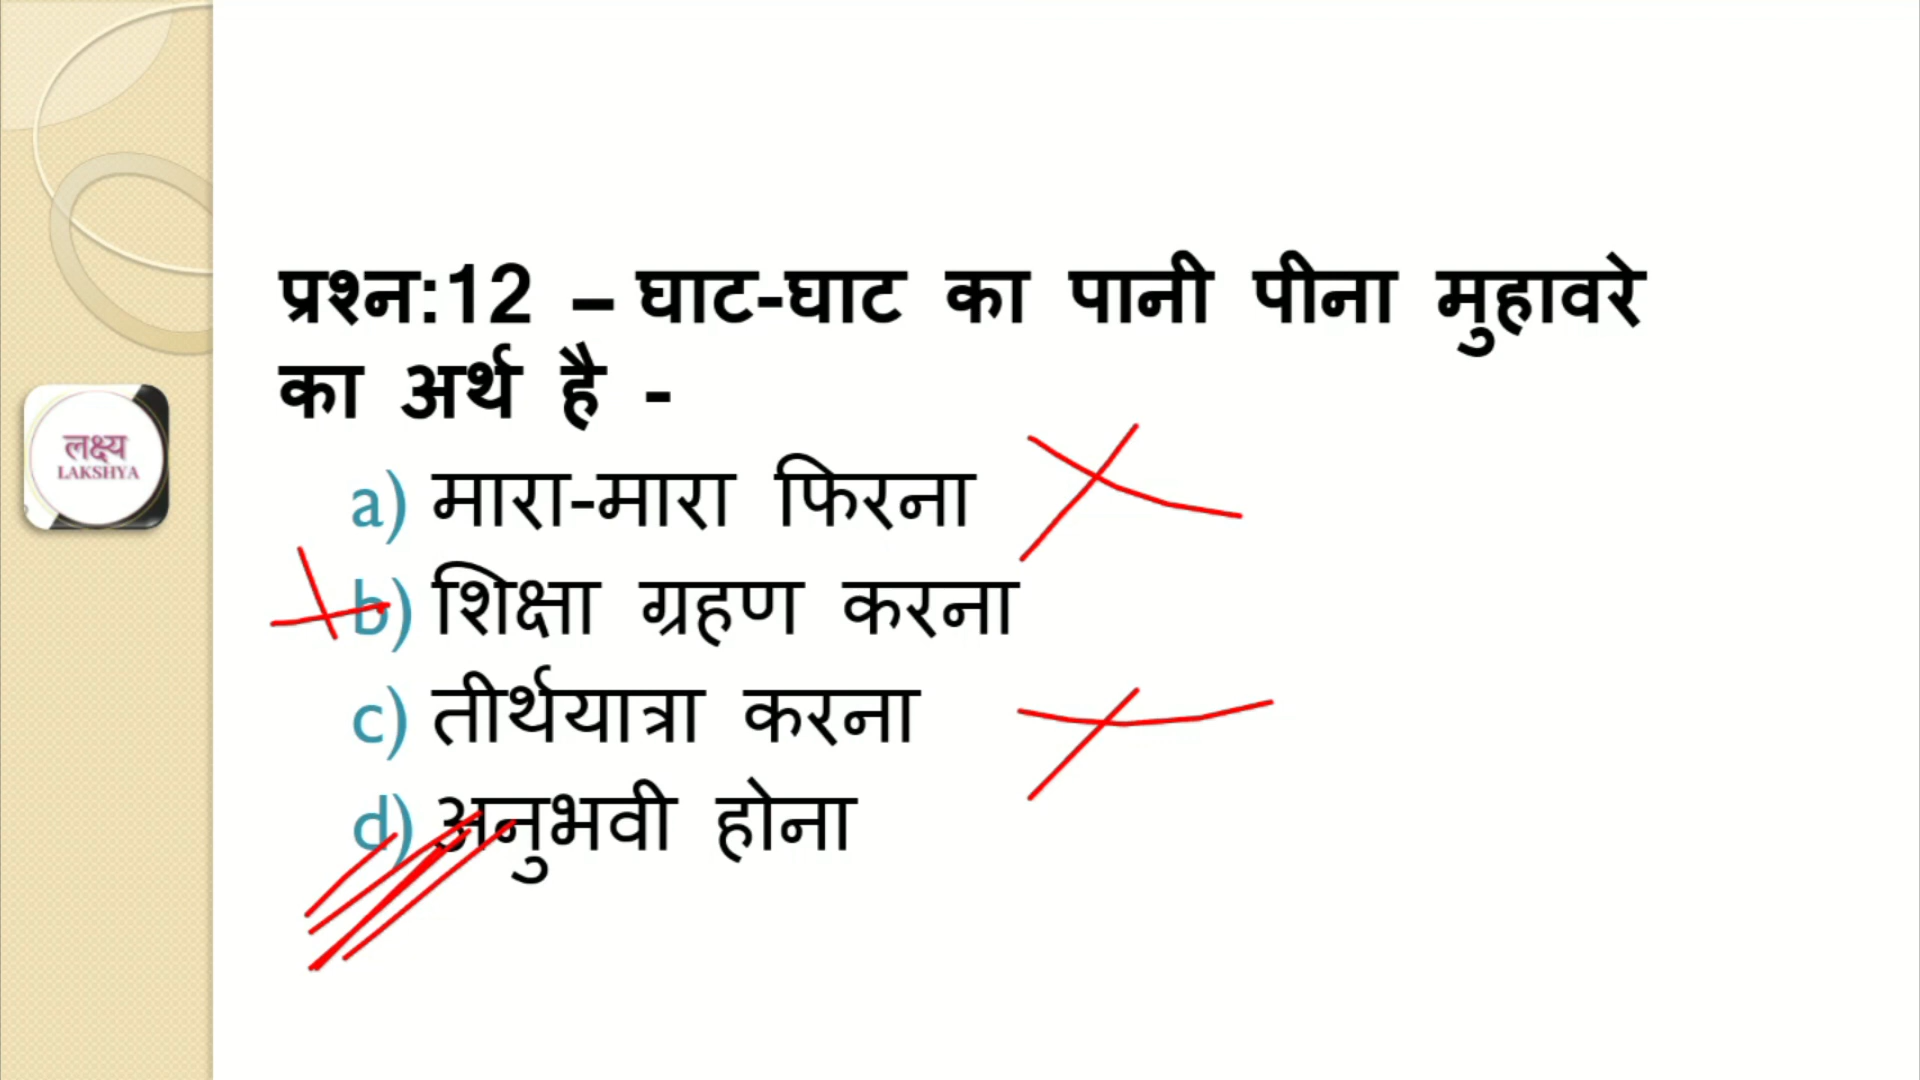 प्रश्न:12 – घाट-घाट का पानी पीना मुहावरे
का अर्थ है -
a) मारा-मारा फिरना
b) शिक्षा ग्रहण करना
c) तीर्थयात्रा करना
d) अनुभवी होना
लक्ष्य
LAKSHYA